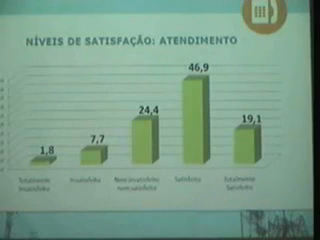 NÍVEIS DE SATISFAÇÃO: ATENDIMENTO
1,8
7,7
24,4
46,9
19,1
Totalmente Insatisfeito
Insatisfeito
Nem insatisfeito nem satisfeito
Satisfeito
Totalmente Satisfeito